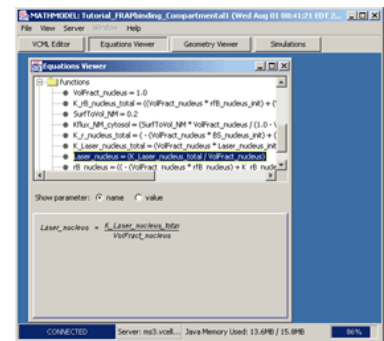 MATHMODEL: Tutorial_FRAPbinding_Compartmental1 (Wed Aug 01 08:41:21 EDT 2...
File View Server Window Help
VCML Editor Equations Viewer Geometry Viewer Simulations
Equations Viewer
functions
VolFract_nucleus = 1.0
K_rB_nucleus_total = ((VolFract_nucleus * rfB_nucleus_init) + (
SurfToVol_NM = 0.2
Kflux_NM_cytosol = (SurfToVol_NM * VolFract_nucleus / (1.0 -
K_r_nucleus_total = ( - (VolFract_nucleus * BS_nucleus_init) + (
K_Laser_nucleus_total = (VolFract_nucleus * Laser_nucleus_init
Laser_nucleus = (K_Laser_nucleus_total / VolFract_nucleus)
rB_nucleus = (( - (VolFract_nucleus * rfB_nucleus) + K_rB_nucle
Show parameter: name value
Laser_nucleus = K_Laser_nucleus_total
VolFract_nucleus
CONNECTED Server: ms3.vcell... Java Memory Used: 13.6MB / 15.8MB 86%